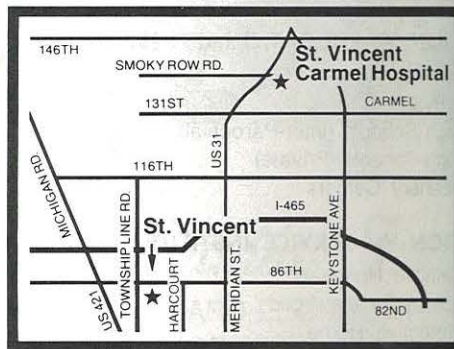 146TH
St. Vincent
Carmel Hospital
SMOKY ROW RD.
131ST
CARMEL
US 31
116TH
MICHIGAN RD.
I-465
St. Vincent
TOWNSHIP LINE RD.
KEYSTONE AVE.
HARCOURT
MERIDIAN ST.
86TH
US 421
82ND